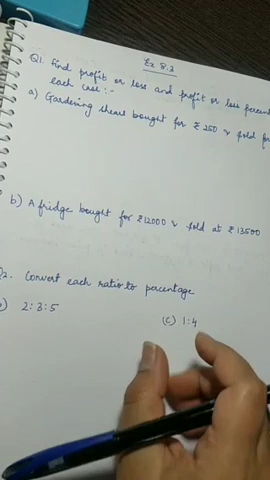 Ex 8.2
Q1. Find profit or loss and profit or loss percent
each case :-
a) Gardening shears bought for ₹ 250 & sold for
b) A fridge bought for ₹12000 & sold at ₹ 13500
2. Convert each ratio to percentage
) 2:3:5
(C) 1:4